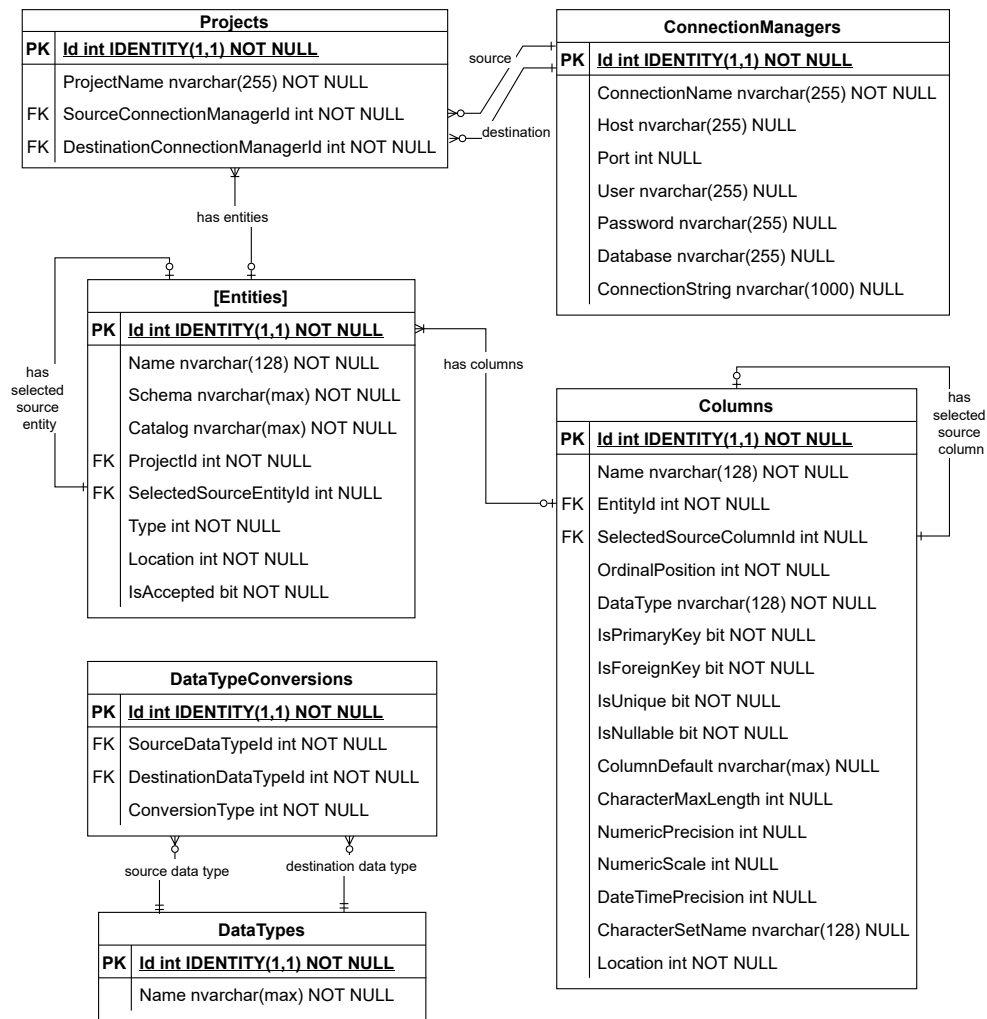 Projects
PK Id int IDENTITY(1,1) NOT NULL
ProjectName nvarchar(255) NOT NULL
FK SourceConnectionManagerId int NOT NULL
FK DestinationConnectionManagerId int NOT NULL
source
destination
ConnectionManagers
PK Id int IDENTITY(1,1) NOT NULL
ConnectionName nvarchar(255) NOT NULL
Host nvarchar(255) NULL
Port int NULL
User nvarchar(255) NULL
Password nvarchar(255) NULL
Database nvarchar(255) NULL
ConnectionString nvarchar(1000) NULL
has entities
[Entities]
PK Id int IDENTITY(1,1) NOT NULL
Name nvarchar(128) NOT NULL
Schema nvarchar(max) NOT NULL
Catalog nvarchar(max) NOT NULL
FK ProjectId int NOT NULL
FK SelectedSourceEntityId int NULL
Type int NOT NULL
Location int NOT NULL
IsAccepted bit NOT NULL
has
selected
source
entity
has columns
Columns
PK Id int IDENTITY(1,1) NOT NULL
Name nvarchar(128) NOT NULL
FK EntityId int NOT NULL
FK SelectedSourceColumnId int NULL
OrdinalPosition int NOT NULL
DataType nvarchar(128) NOT NULL
IsPrimaryKey bit NOT NULL
IsForeignKey bit NOT NULL
IsUnique bit NOT NULL
IsNullable bit NOT NULL
ColumnDefault nvarchar(max) NULL
CharacterMaxLength int NULL
NumericPrecision int NULL
NumericScale int NULL
DateTimePrecision int NULL
CharacterSetName nvarchar(128) NULL
Location int NOT NULL
has
selected
source
column
DataTypeConversions
PK Id int IDENTITY(1,1) NOT NULL
FK SourceDataTypeId int NOT NULL
FK DestinationDataTypeId int NOT NULL
ConversionType int NOT NULL
source data type
destination data type
DataTypes
PK Id int IDENTITY(1,1) NOT NULL
Name nvarchar(max) NOT NULL